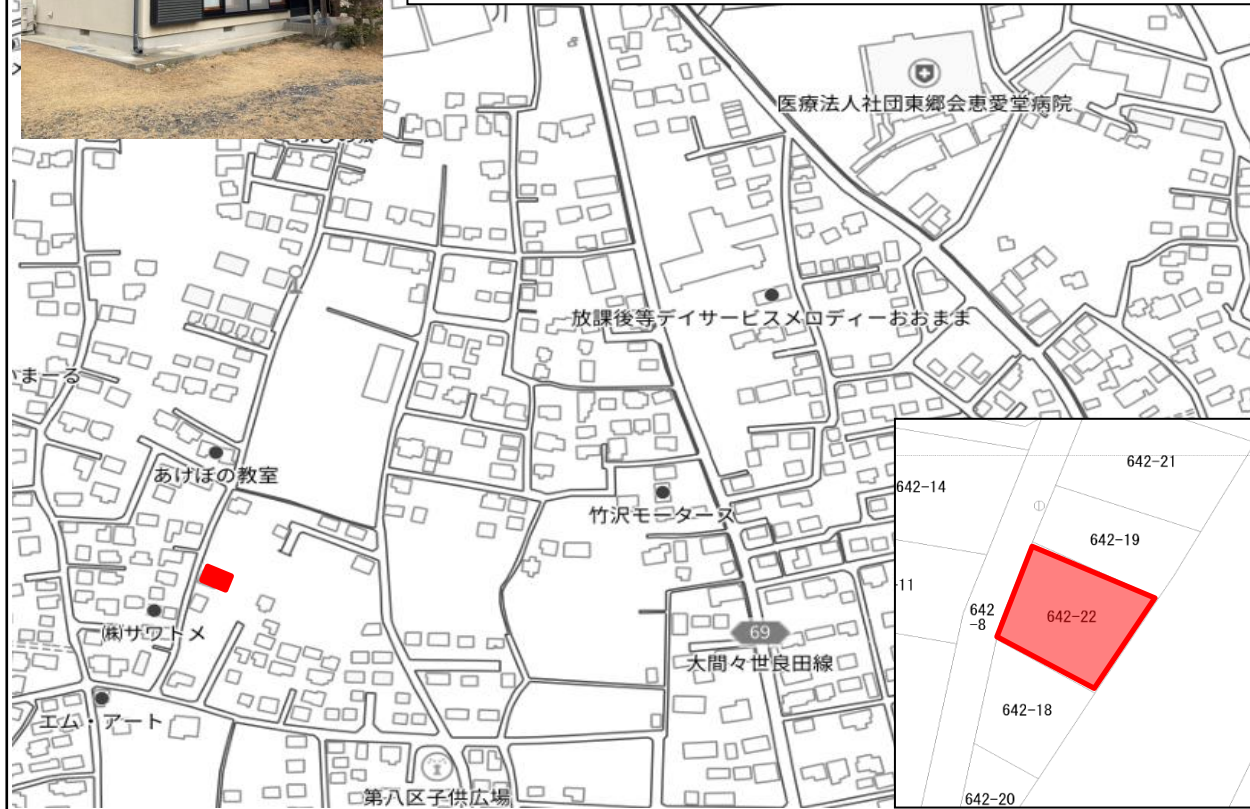 医療法人社団東郷会恵愛堂病院
放課後等デイサービスメロディーおおまま
まーる
あげぼの教室
竹沢モータース
㈱サワトメ
69
大間々世良田線
エム・アート
第八区子供広場
642-21
642-14
642-19
-11
642
-8
642-22
642-18
642-20